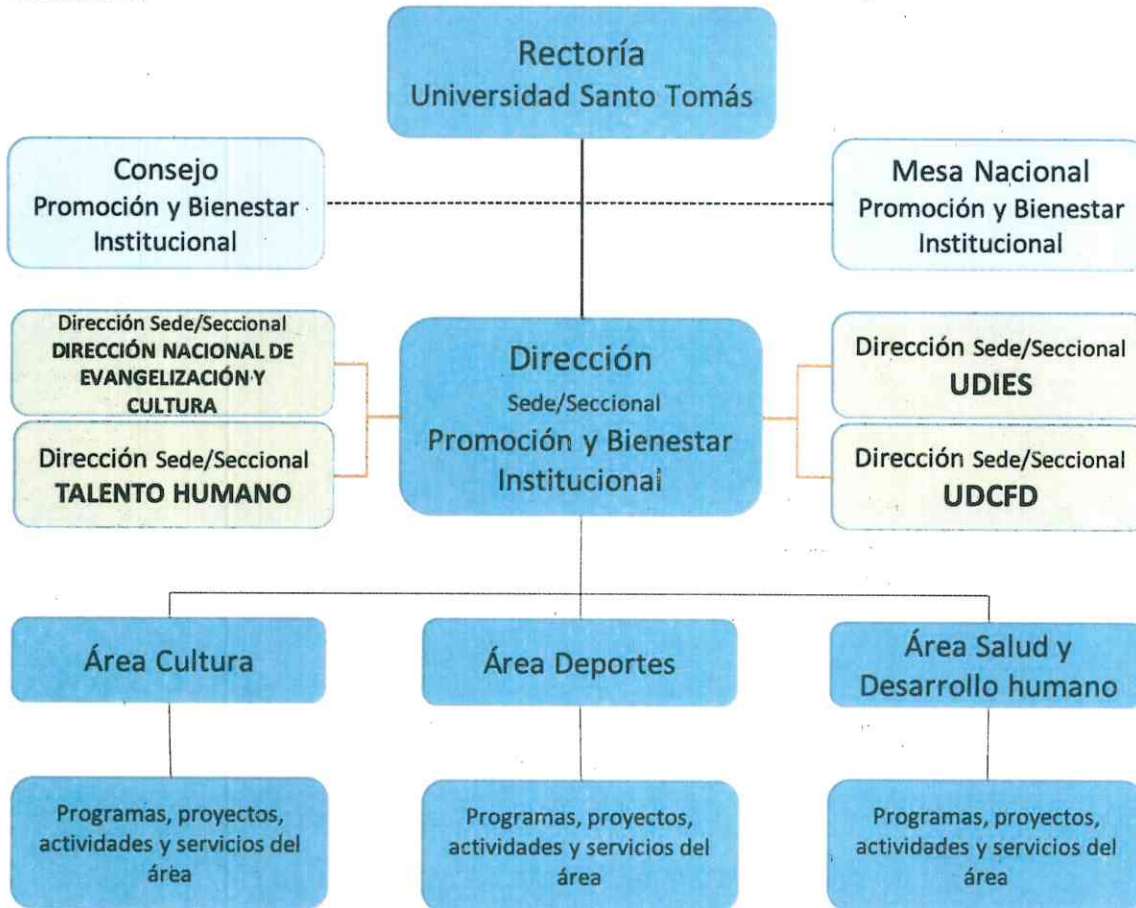 Rectoría
Universidad Santo Tomás
Consejo
Promoción y Bienestar
Institucional
Mesa Nacional
Promoción y Bienestar
Institucional
Dirección Sede/Seccional
DIRECCIÓN NACIONAL DE
EVANGELIZACIÓN Y
CULTURA
Dirección Sede/Seccional
TALENTO HUMANO
Dirección
Sede/Seccional
Promoción y Bienestar
Institucional
Dirección Sede/Seccional
UDIES
Dirección Sede/Seccional
UDCFD
Área Cultura
Área Deportes
Área Salud y
Desarrollo humano
Programas, proyectos,
actividades y servicios del
área
Programas, proyectos,
actividades y servicios del
área
Programas, proyectos,
actividades y servicios del
área